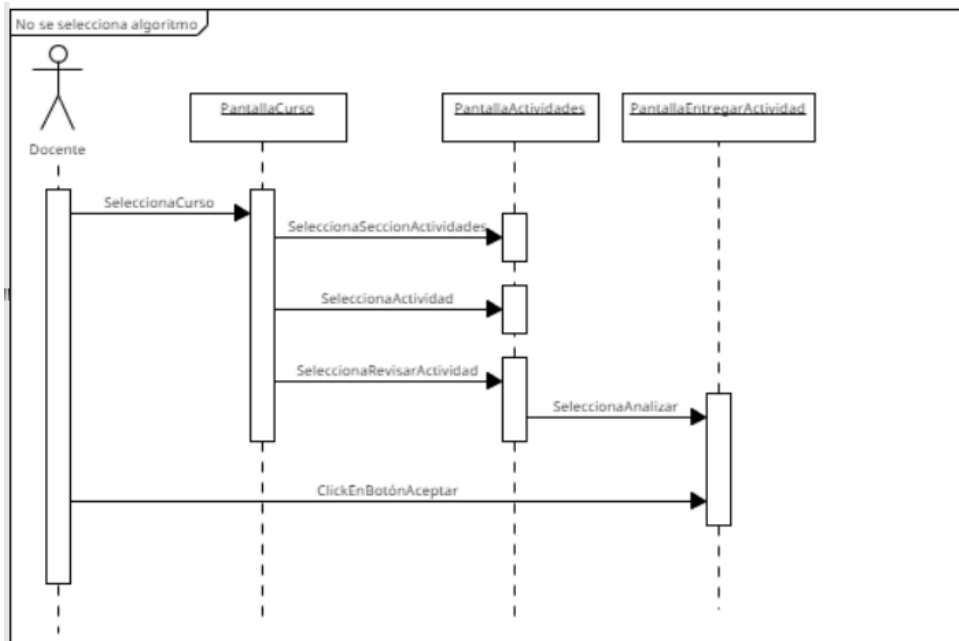 No se selecciona algoritmo
PantallaCurso
PantallaActividades
PantallaEntregarActividad
Docente
SeleccionaCurso
SeleccionaSeccionActividades
SeleccionaActividad
SeleccionaRevisarActividad
SeleccionaAnalizar
ClickEnBotónAceptar